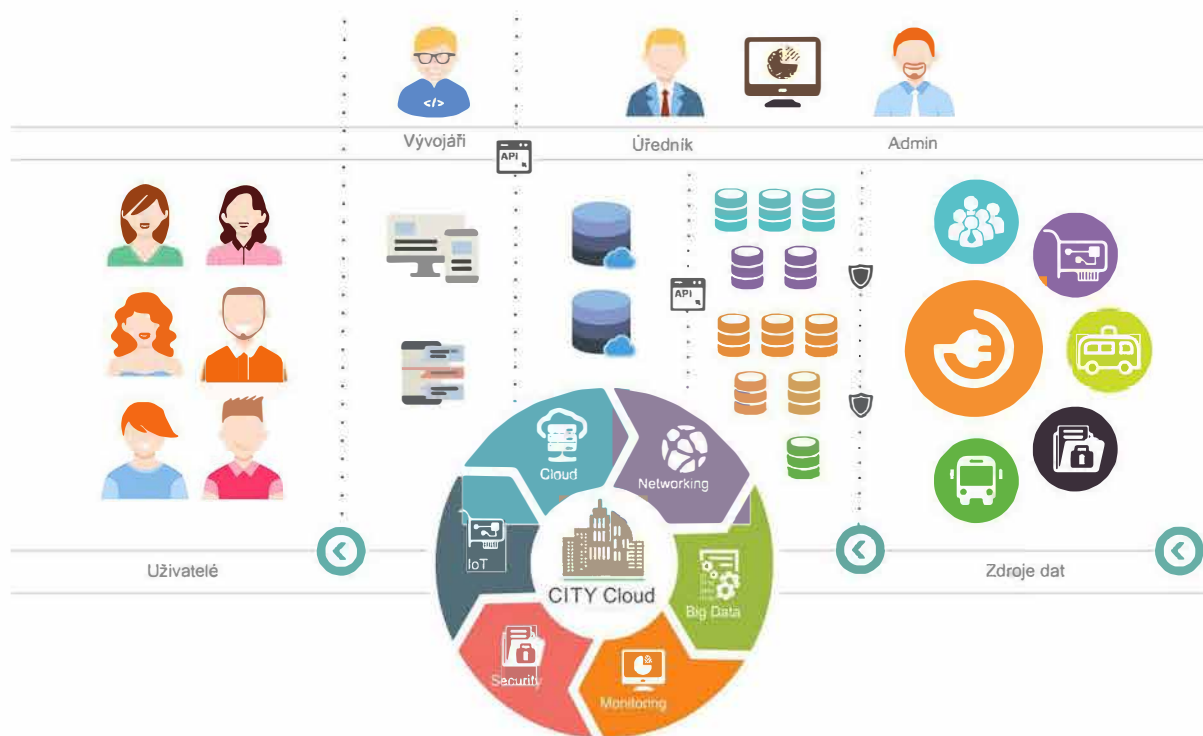 </>
Vývojáři
Úředník
Admin
API
API
Cloud
Networking
IoT
CITY Cloud
Big Data
Security
Monitoring
Uživatelé
Zdroje dat